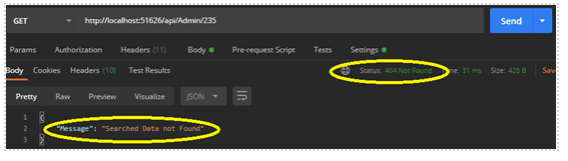 GET http://localhost:51626/api/Admin/235 Send
Params Authorization Headers (11) Body Pre-request Script Tests Settings
Body Cookies Headers (10) Test Results Status: 404 Not Found 31 ms Size: 428 B
Pretty Raw Preview Visualize JSON
1 {
2 "Message": "Searched Data not Found"
3 }